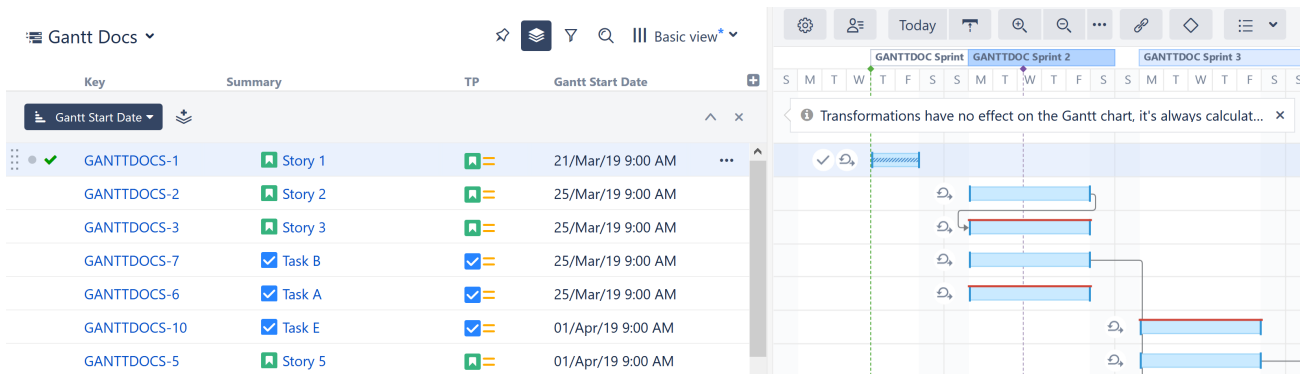 Gantt Docs
Basic view*
Today
GANTTDOC Sprint GANTTDOC Sprint 2 GANTTDOC Sprint 3
Key Summary TP Gantt Start Date
S M T W T F S S M T W T F S S M T W T F S S
Gantt Start Date
Transformations have no effect on the Gantt chart, it's always calculat...
GANTTDOCS-1 Story 1 21/Mar/19 9:00 AM
GANTTDOCS-2 Story 2 25/Mar/19 9:00 AM
GANTTDOCS-3 Story 3 25/Mar/19 9:00 AM
GANTTDOCS-7 Task B 25/Mar/19 9:00 AM
GANTTDOCS-6 Task A 25/Mar/19 9:00 AM
GANTTDOCS-10 Task E 01/Apr/19 9:00 AM
GANTTDOCS-5 Story 5 01/Apr/19 9:00 AM